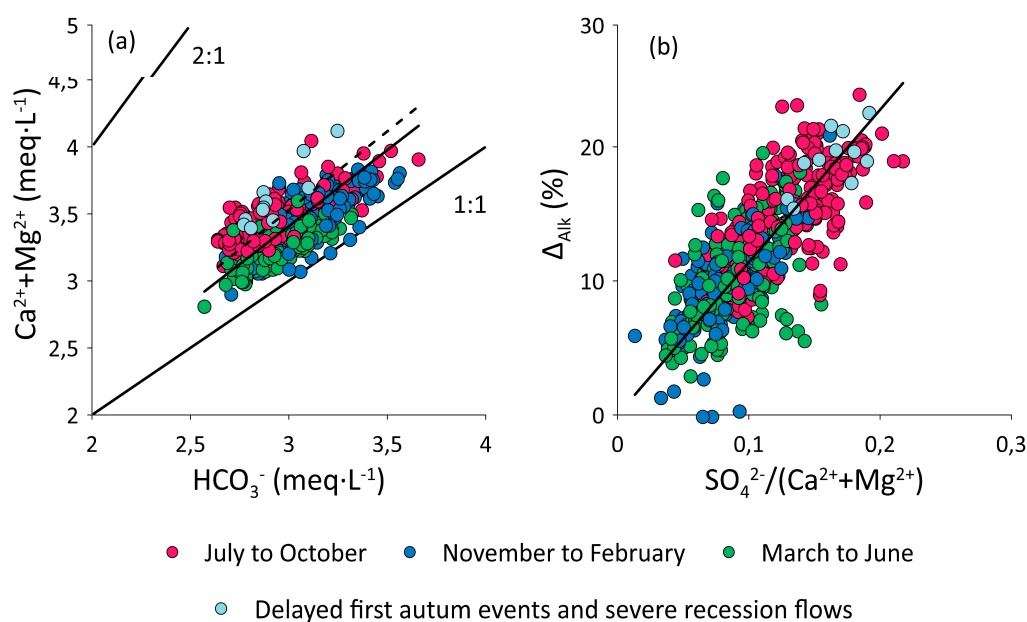 (a)
2:1
1:1
5
4,5
4
3,5
3
2,5
2
2 2,5 3 3,5 4
Ca²⁺+Mg²⁺ (meq·L⁻¹)
HCO₃⁻ (meq·L⁻¹)
(b)
30
20
10
0
0 0,1 0,2 0,3
Δ_Alk (%)
SO₄²⁻/(Ca²⁺+Mg²⁺)
July to October November to February March to June
Delayed first autum events and severe recession flows